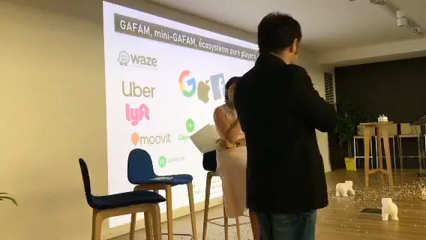 GAFAM, mini-GAFAM, écosystème pure players
waze
Uber
G
lyft
moovit